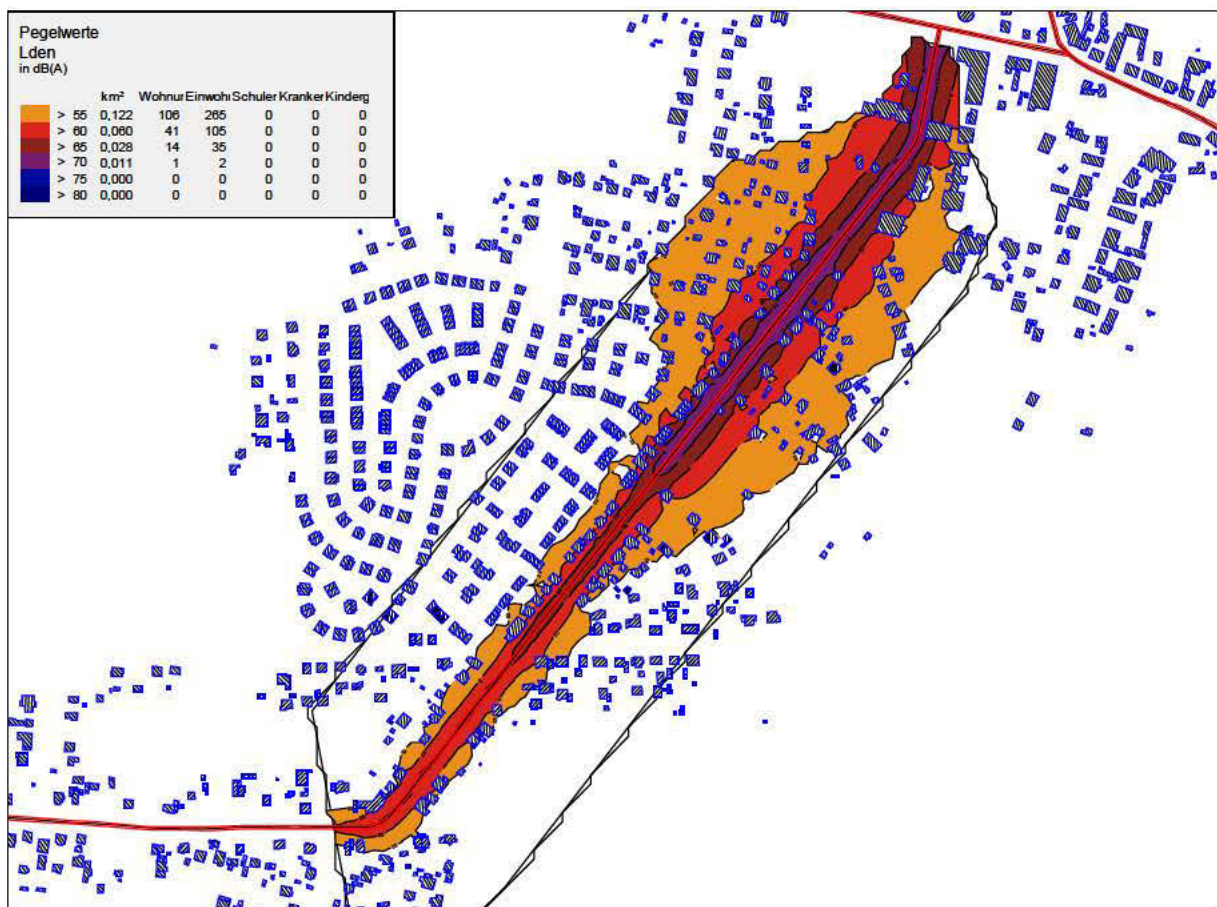 Pegelwerte
Lden
in dB(A)
km² Wohnur Einwohı Schuler Kranker Kinderg
> 55 0,122 106 265 0 0 0
> 60 0,060 41 105 0 0 0
> 65 0,028 14 35 0 0 0
> 70 0,011 1 2 0 0 0
> 75 0,000 0 0 0 0 0
> 80 0,000 0 0 0 0 0